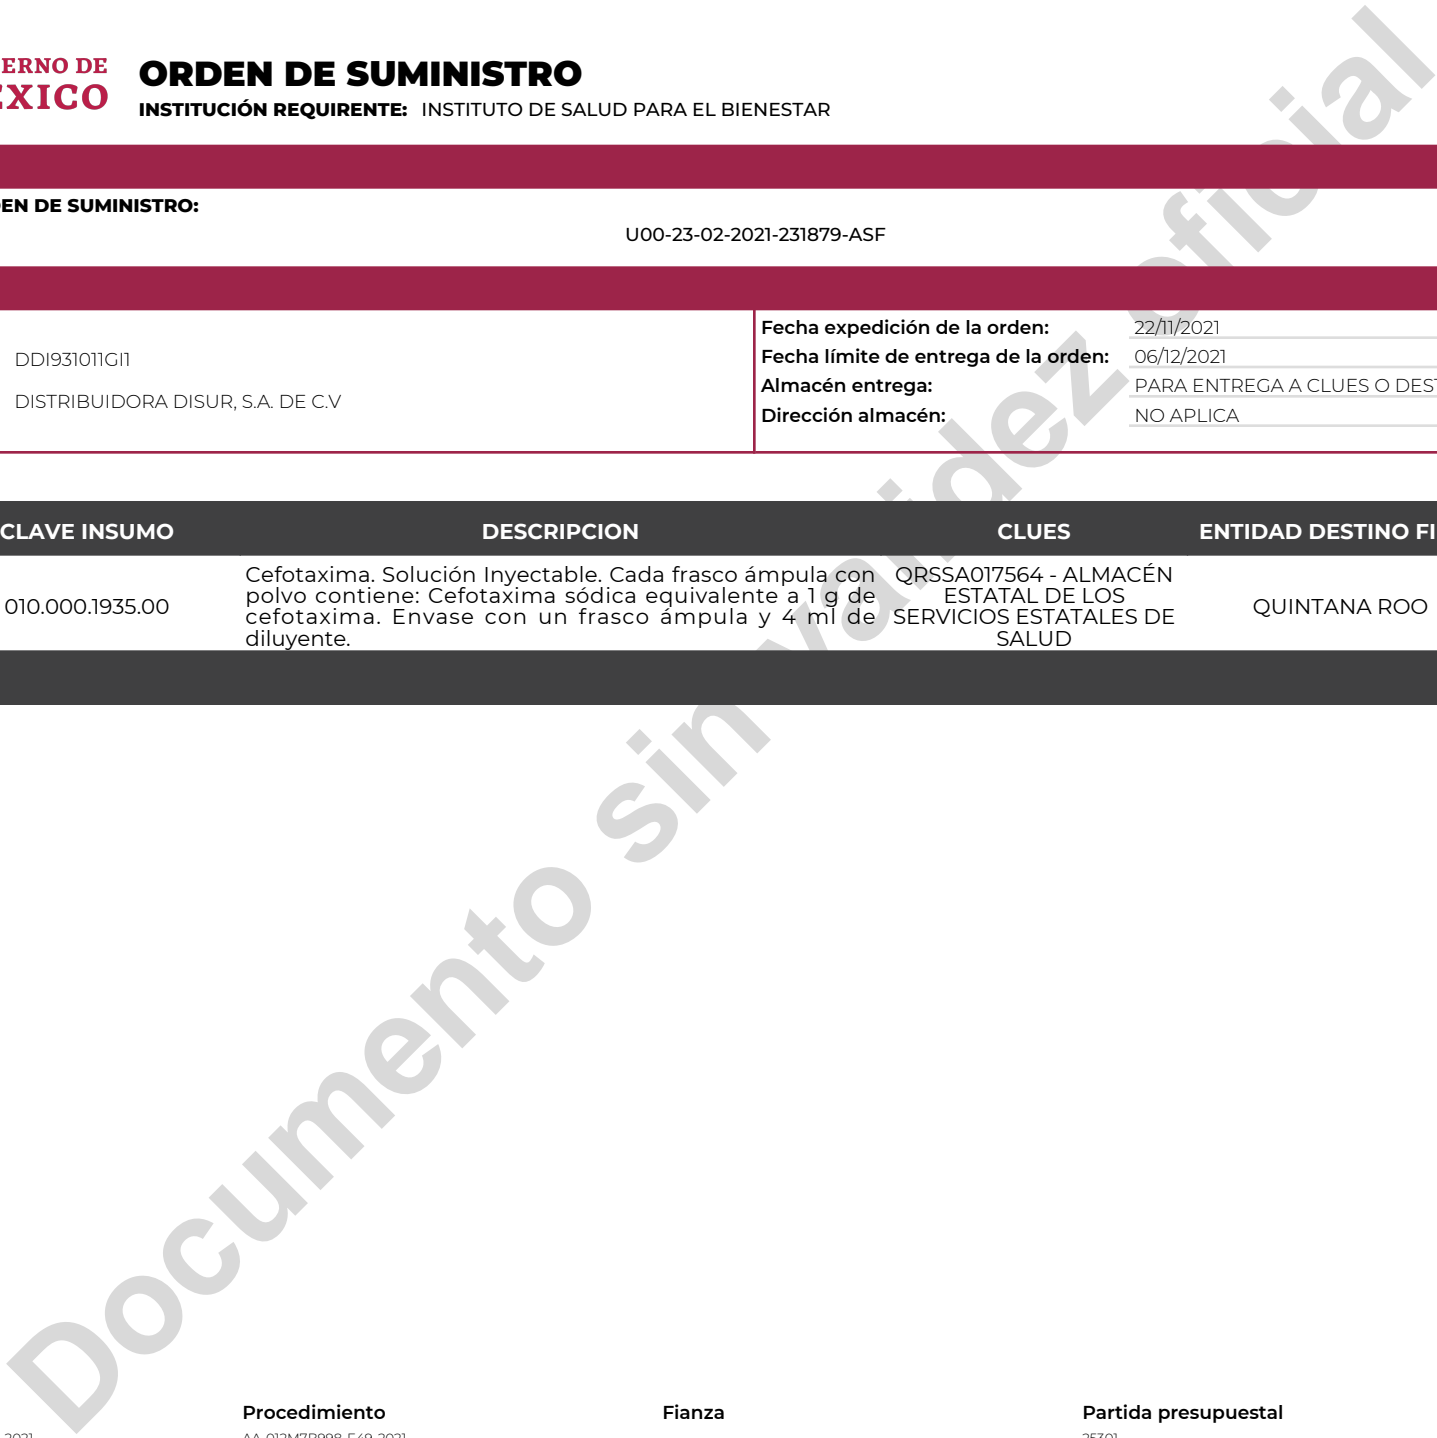 ERNO DE
ÉXICO
ORDEN DE SUMINISTRO
INSTITUCIÓN REQUIRENTE: INSTITUTO DE SALUD PARA EL BIENESTAR
EN DE SUMINISTRO:
U00-23-02-2021-231879-ASF
DDI931011GI1
DISTRIBUIDORA DISUR, S.A. DE C.V
Fecha expedición de la orden: 22/11/2021
Fecha límite de entrega de la orden: 06/12/2021
Almacén entrega: PARA ENTREGA A CLUES O DEST
Dirección almacén: NO APLICA
CLAVE INSUMO DESCRIPCION CLUES ENTIDAD DESTINO FI
010.000.1935.00
Cefotaxima. Solución Inyectable. Cada frasco ámpula con
polvo contiene: Cefotaxima sódica equivalente a 1 g de
cefotaxima. Envase con un frasco ámpula y 4 ml de
diluyente.
QRSSA017564 - ALMACÉN
ESTATAL DE LOS
SERVICIOS ESTATALES DE
SALUD
QUINTANA ROO
Documento sin validez oficial
Procedimiento Fianza Partida presupuestal